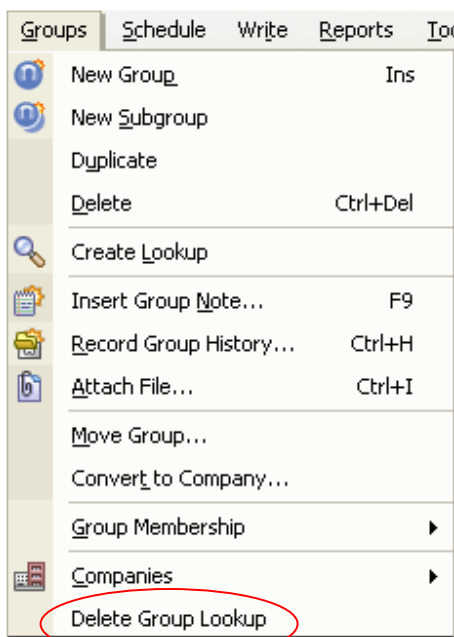 Groups Schedule Write Reports
New Group Ins
New Subgroup
Duplicate
Delete Ctrl+Del
Create Lookup
Insert Group Note... F9
Record Group History... Ctrl+H
Attach File... Ctrl+I
Move Group...
Convert to Company...
Group Membership
Companies
Delete Group Lookup